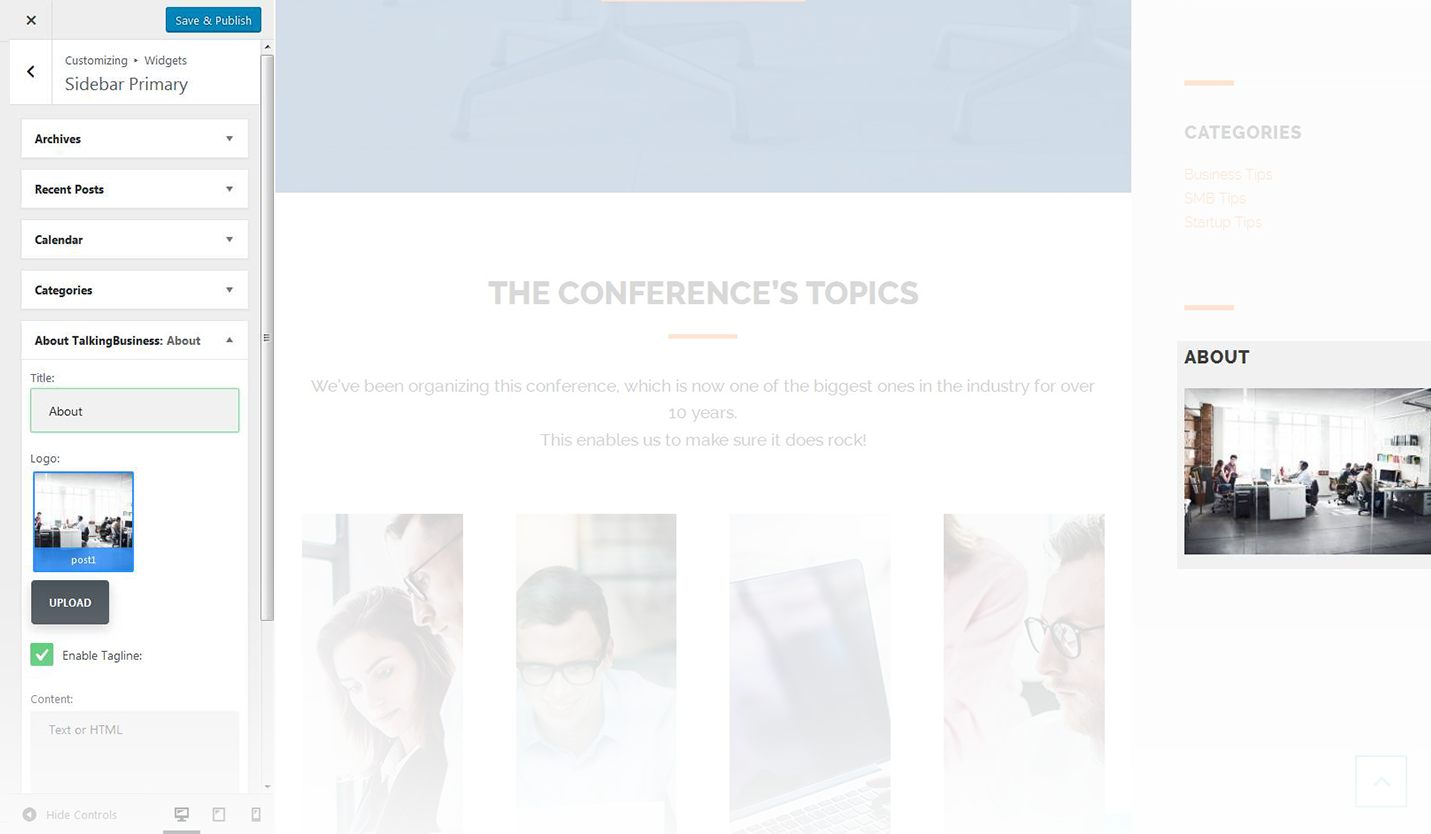 Save & Publish
Customizing ▸ Widgets
Sidebar Primary
Archives
Recent Posts
Calendar
Categories
About TalkingBusiness: About
Title:
About
Logo:
post1
UPLOAD
Enable Tagline:
Content:
Text or HTML
Hide Controls
THE CONFERENCE'S TOPICS
We've been organizing this conference, which is now one of the biggest ones in the industry for over
10 years.
This enables us to make sure it does rock!
CATEGORIES
Business Tips
SMB Tips
Startup Tips
ABOUT